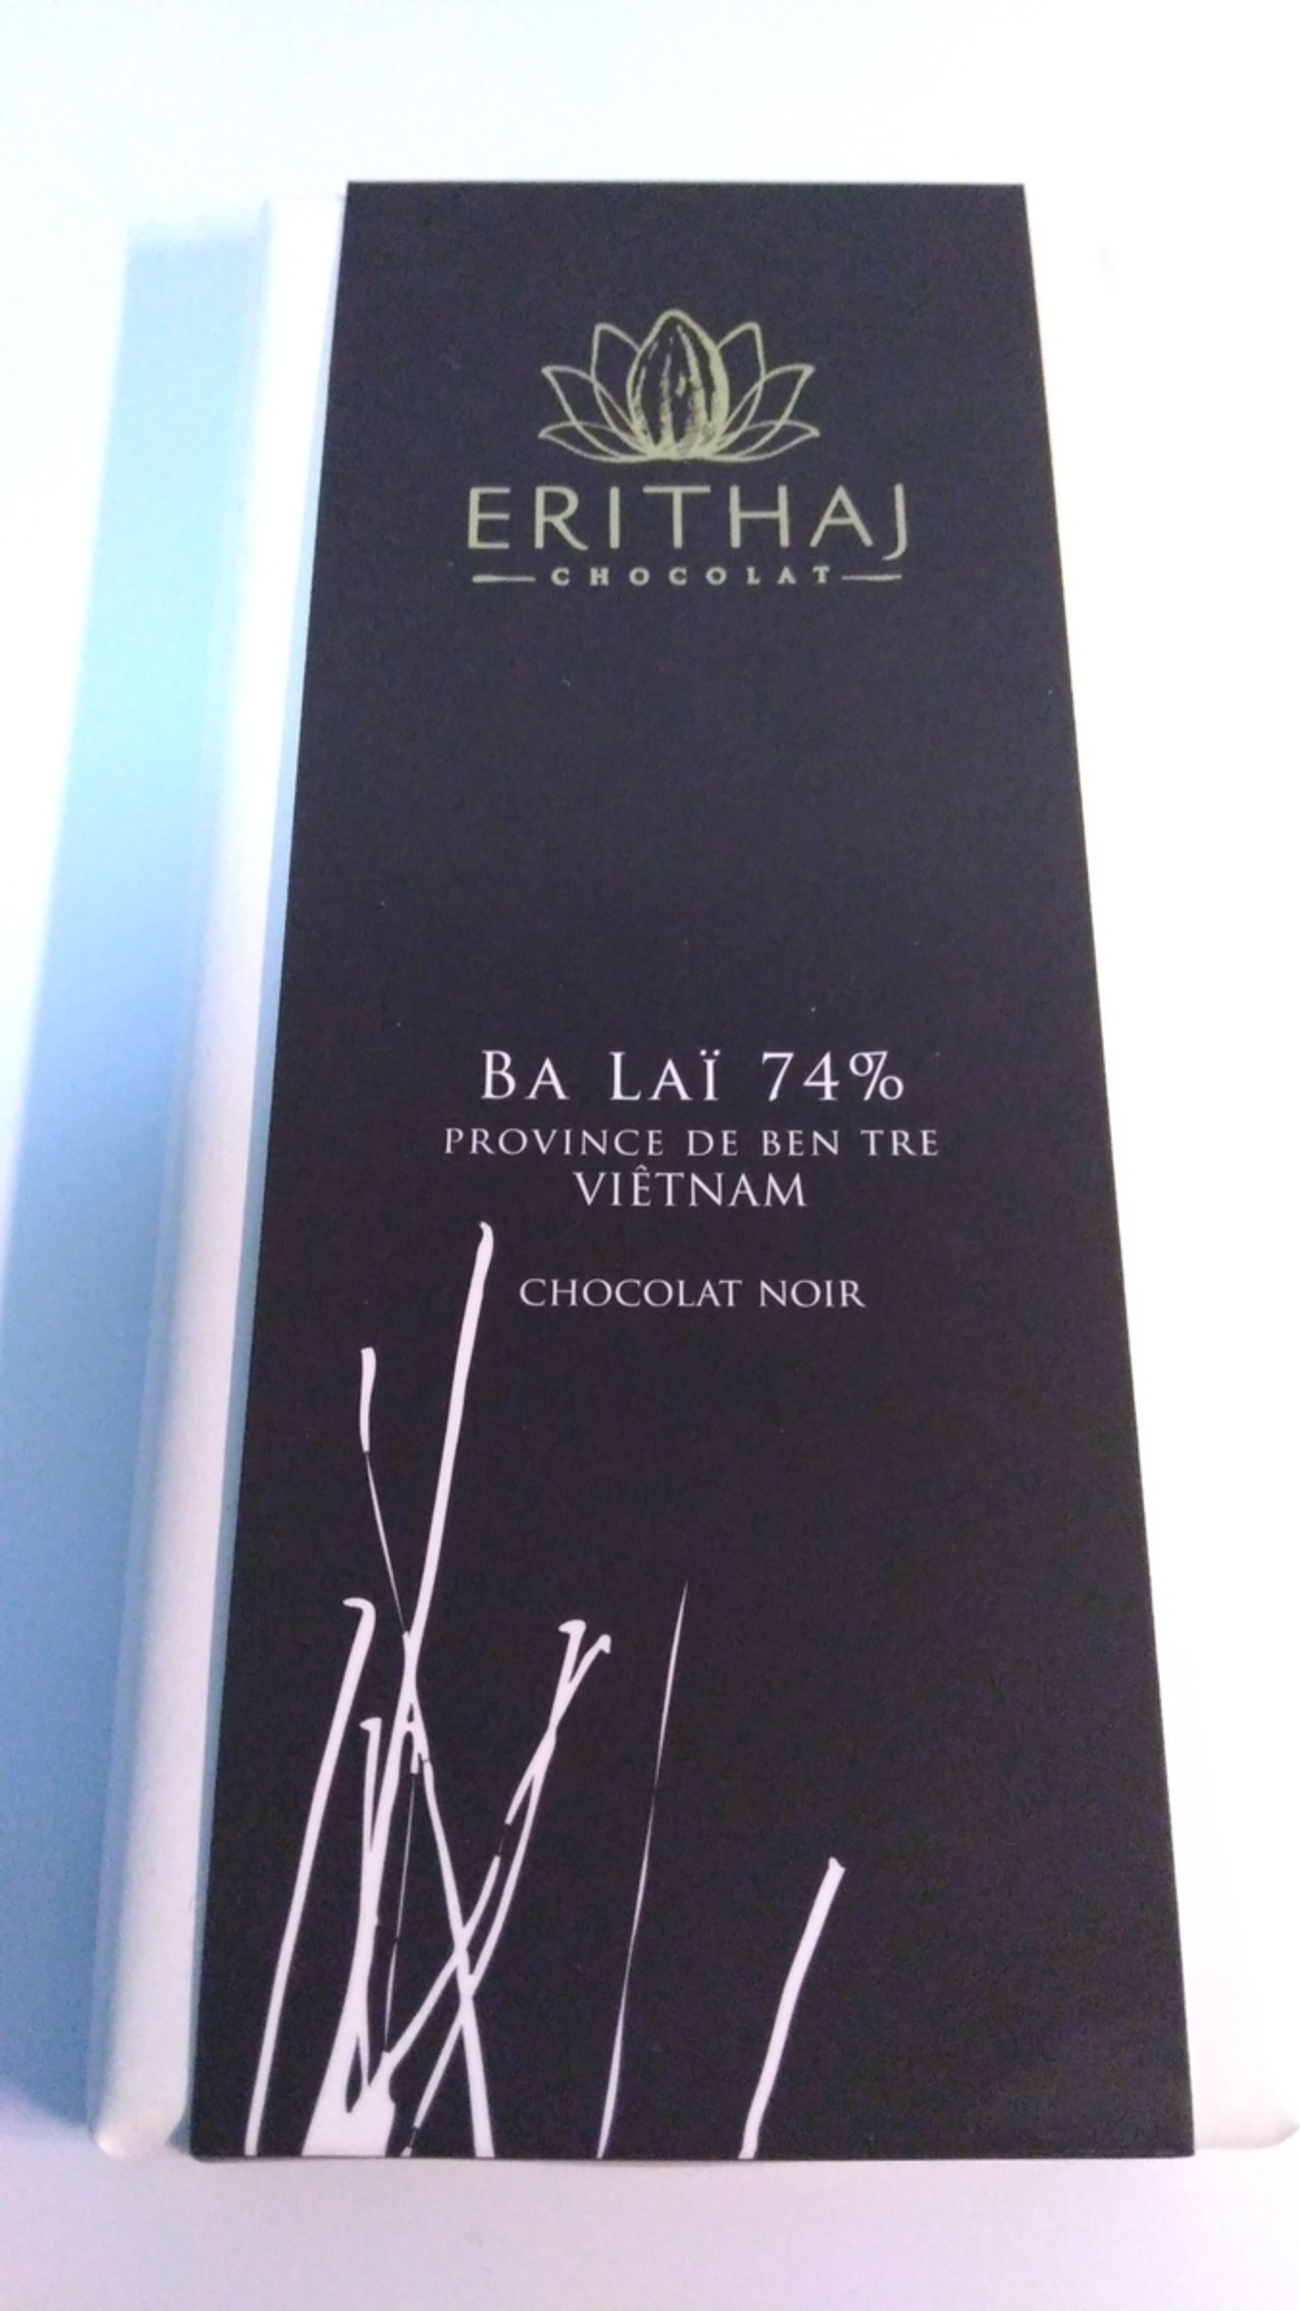 ERITHAJ
CHOCOLAT
BA LAÏ 74%
PROVINCE DE BEN TRE
VIÊTNAM
CHOCOLAT NOIR